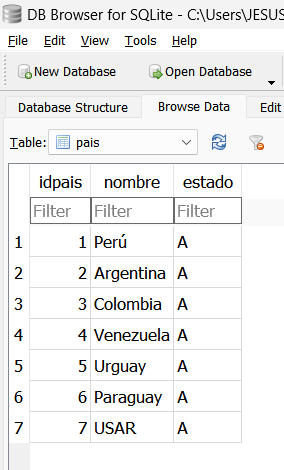 DB Browser for SQLite - C:\Users\JESUS
File Edit View Tools Help
New Database Open Database
Database Structure Browse Data Edit
Table: pais
idpais nombre estado
Filter Filter Filter
1 1 Perú A
2 2 Argentina A
3 3 Colombia A
4 4 Venezuela A
5 5 Urguay A
6 6 Paraguay A
7 7 USAR A